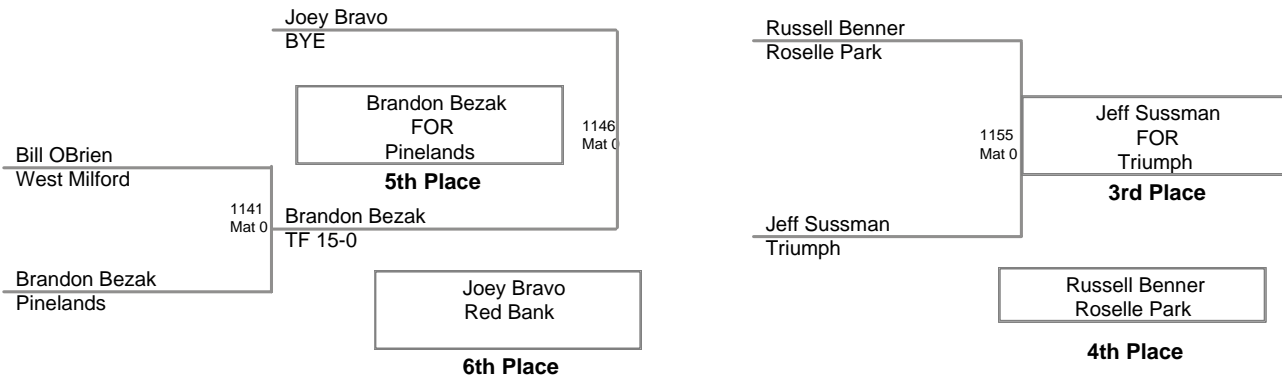 Joey Bravo
BYE
Brandon Bezak
FOR
Pinelands
5th Place
1146
Mat 0
Bill OBrien
West Milford
1141
Mat 0
Brandon Bezak
TF 15-0
Brandon Bezak
Pinelands
Joey Bravo
Red Bank
6th Place
Russell Benner
Roselle Park
1155
Mat 0
Jeff Sussman
FOR
Triumph
3rd Place
Jeff Sussman
Triumph
Russell Benner
Roselle Park
4th Place